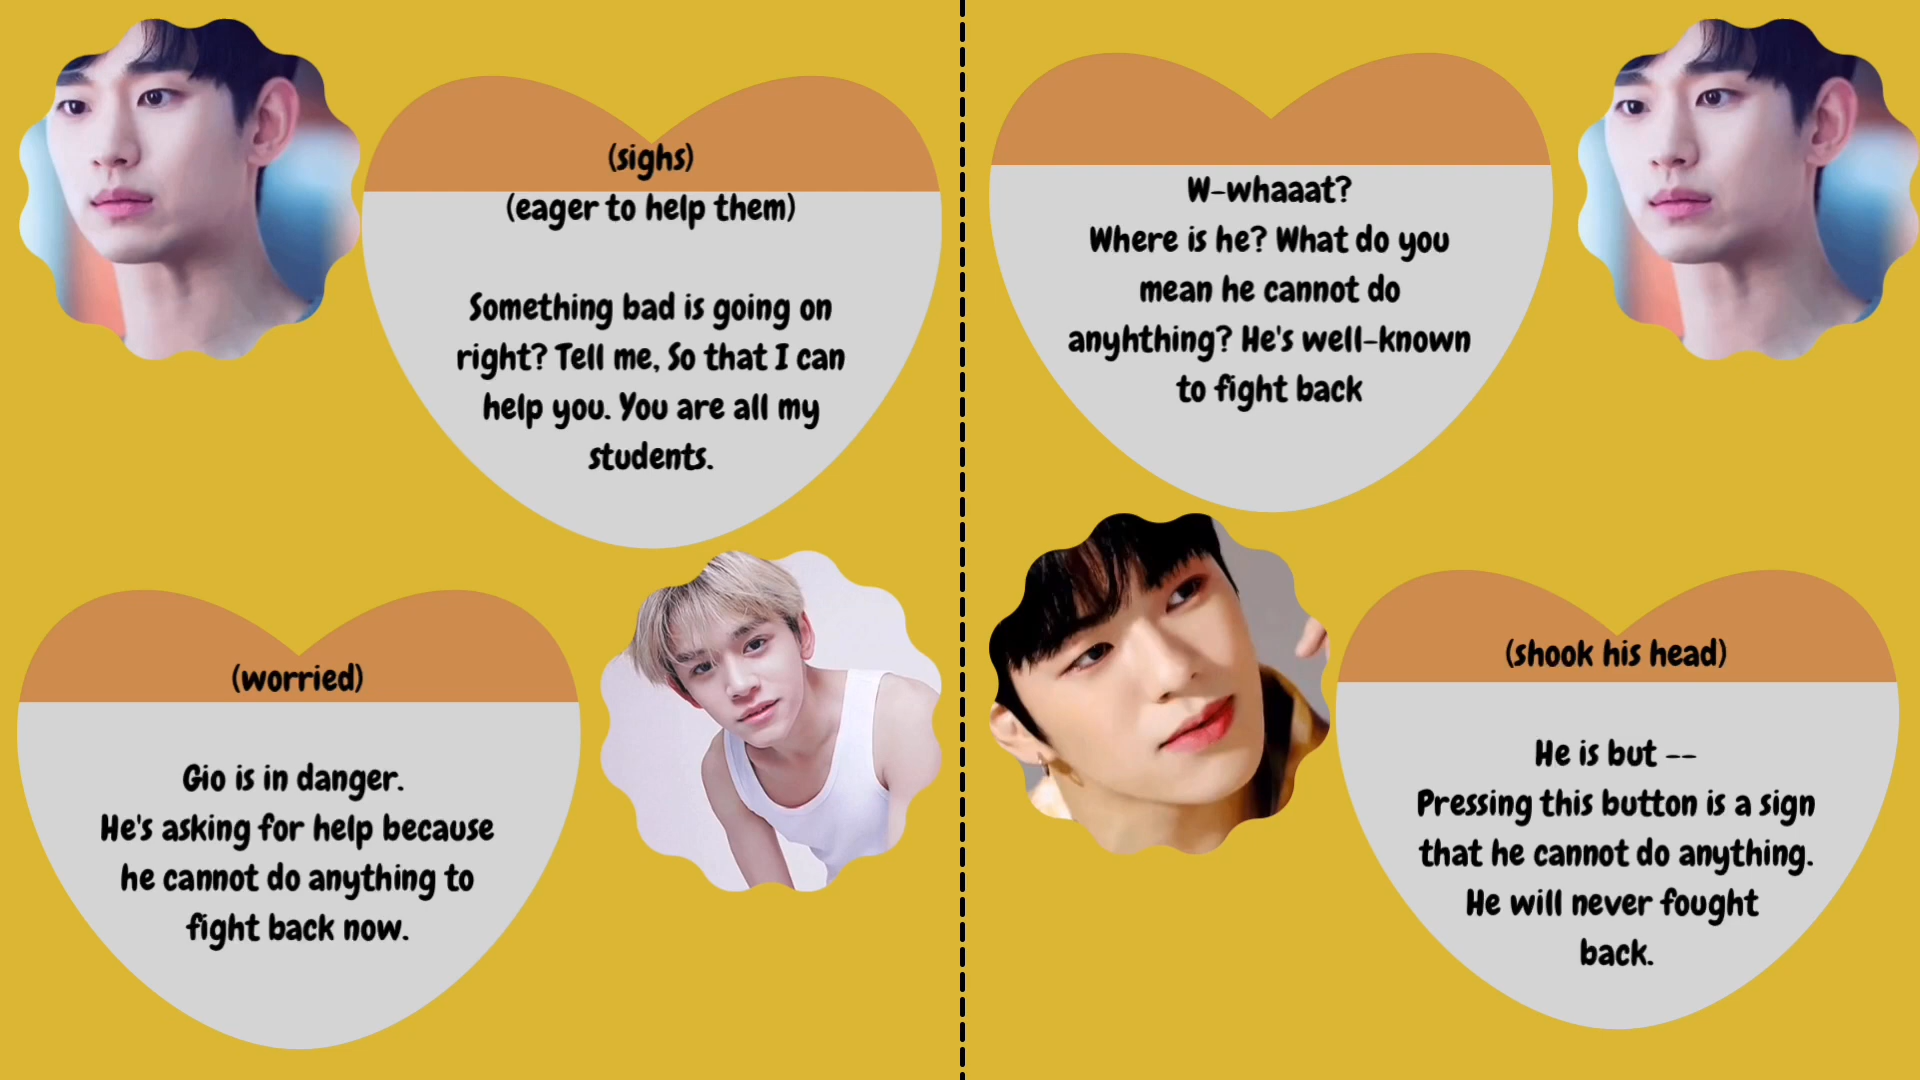 (sighs)
(eager to help them)
Something bad is going on
right? Tell me, So that I can
help you. You are all my
students.
(worried)
Gio is in danger.
He's asking for help because
he cannot do anything to
fight back now.
W-whaaat?
Where is he? What do you
mean he cannot do
anyhthing? He's well-known
to fight back
(shook his head)
He is but --
Pressing this button is a sign
that he cannot do anything.
He will never fought
back.